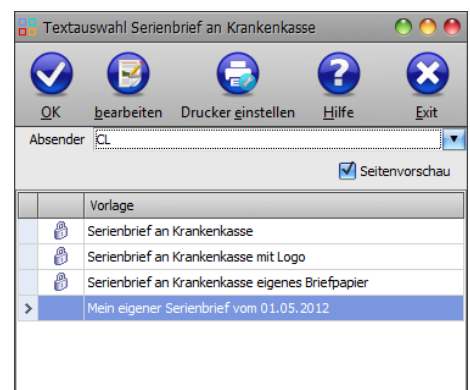 Textauswahl Serienbrief an Krankenkasse
OK bearbeiten Drucker einstellen Hilfe Exit
Absender CL
Seitenvorschau
Vorlage
Serienbrief an Krankenkasse
Serienbrief an Krankenkasse mit Logo
Serienbrief an Krankenkasse eigenes Briefpapier
Mein eigener Serienbrief vom 01.05.2012